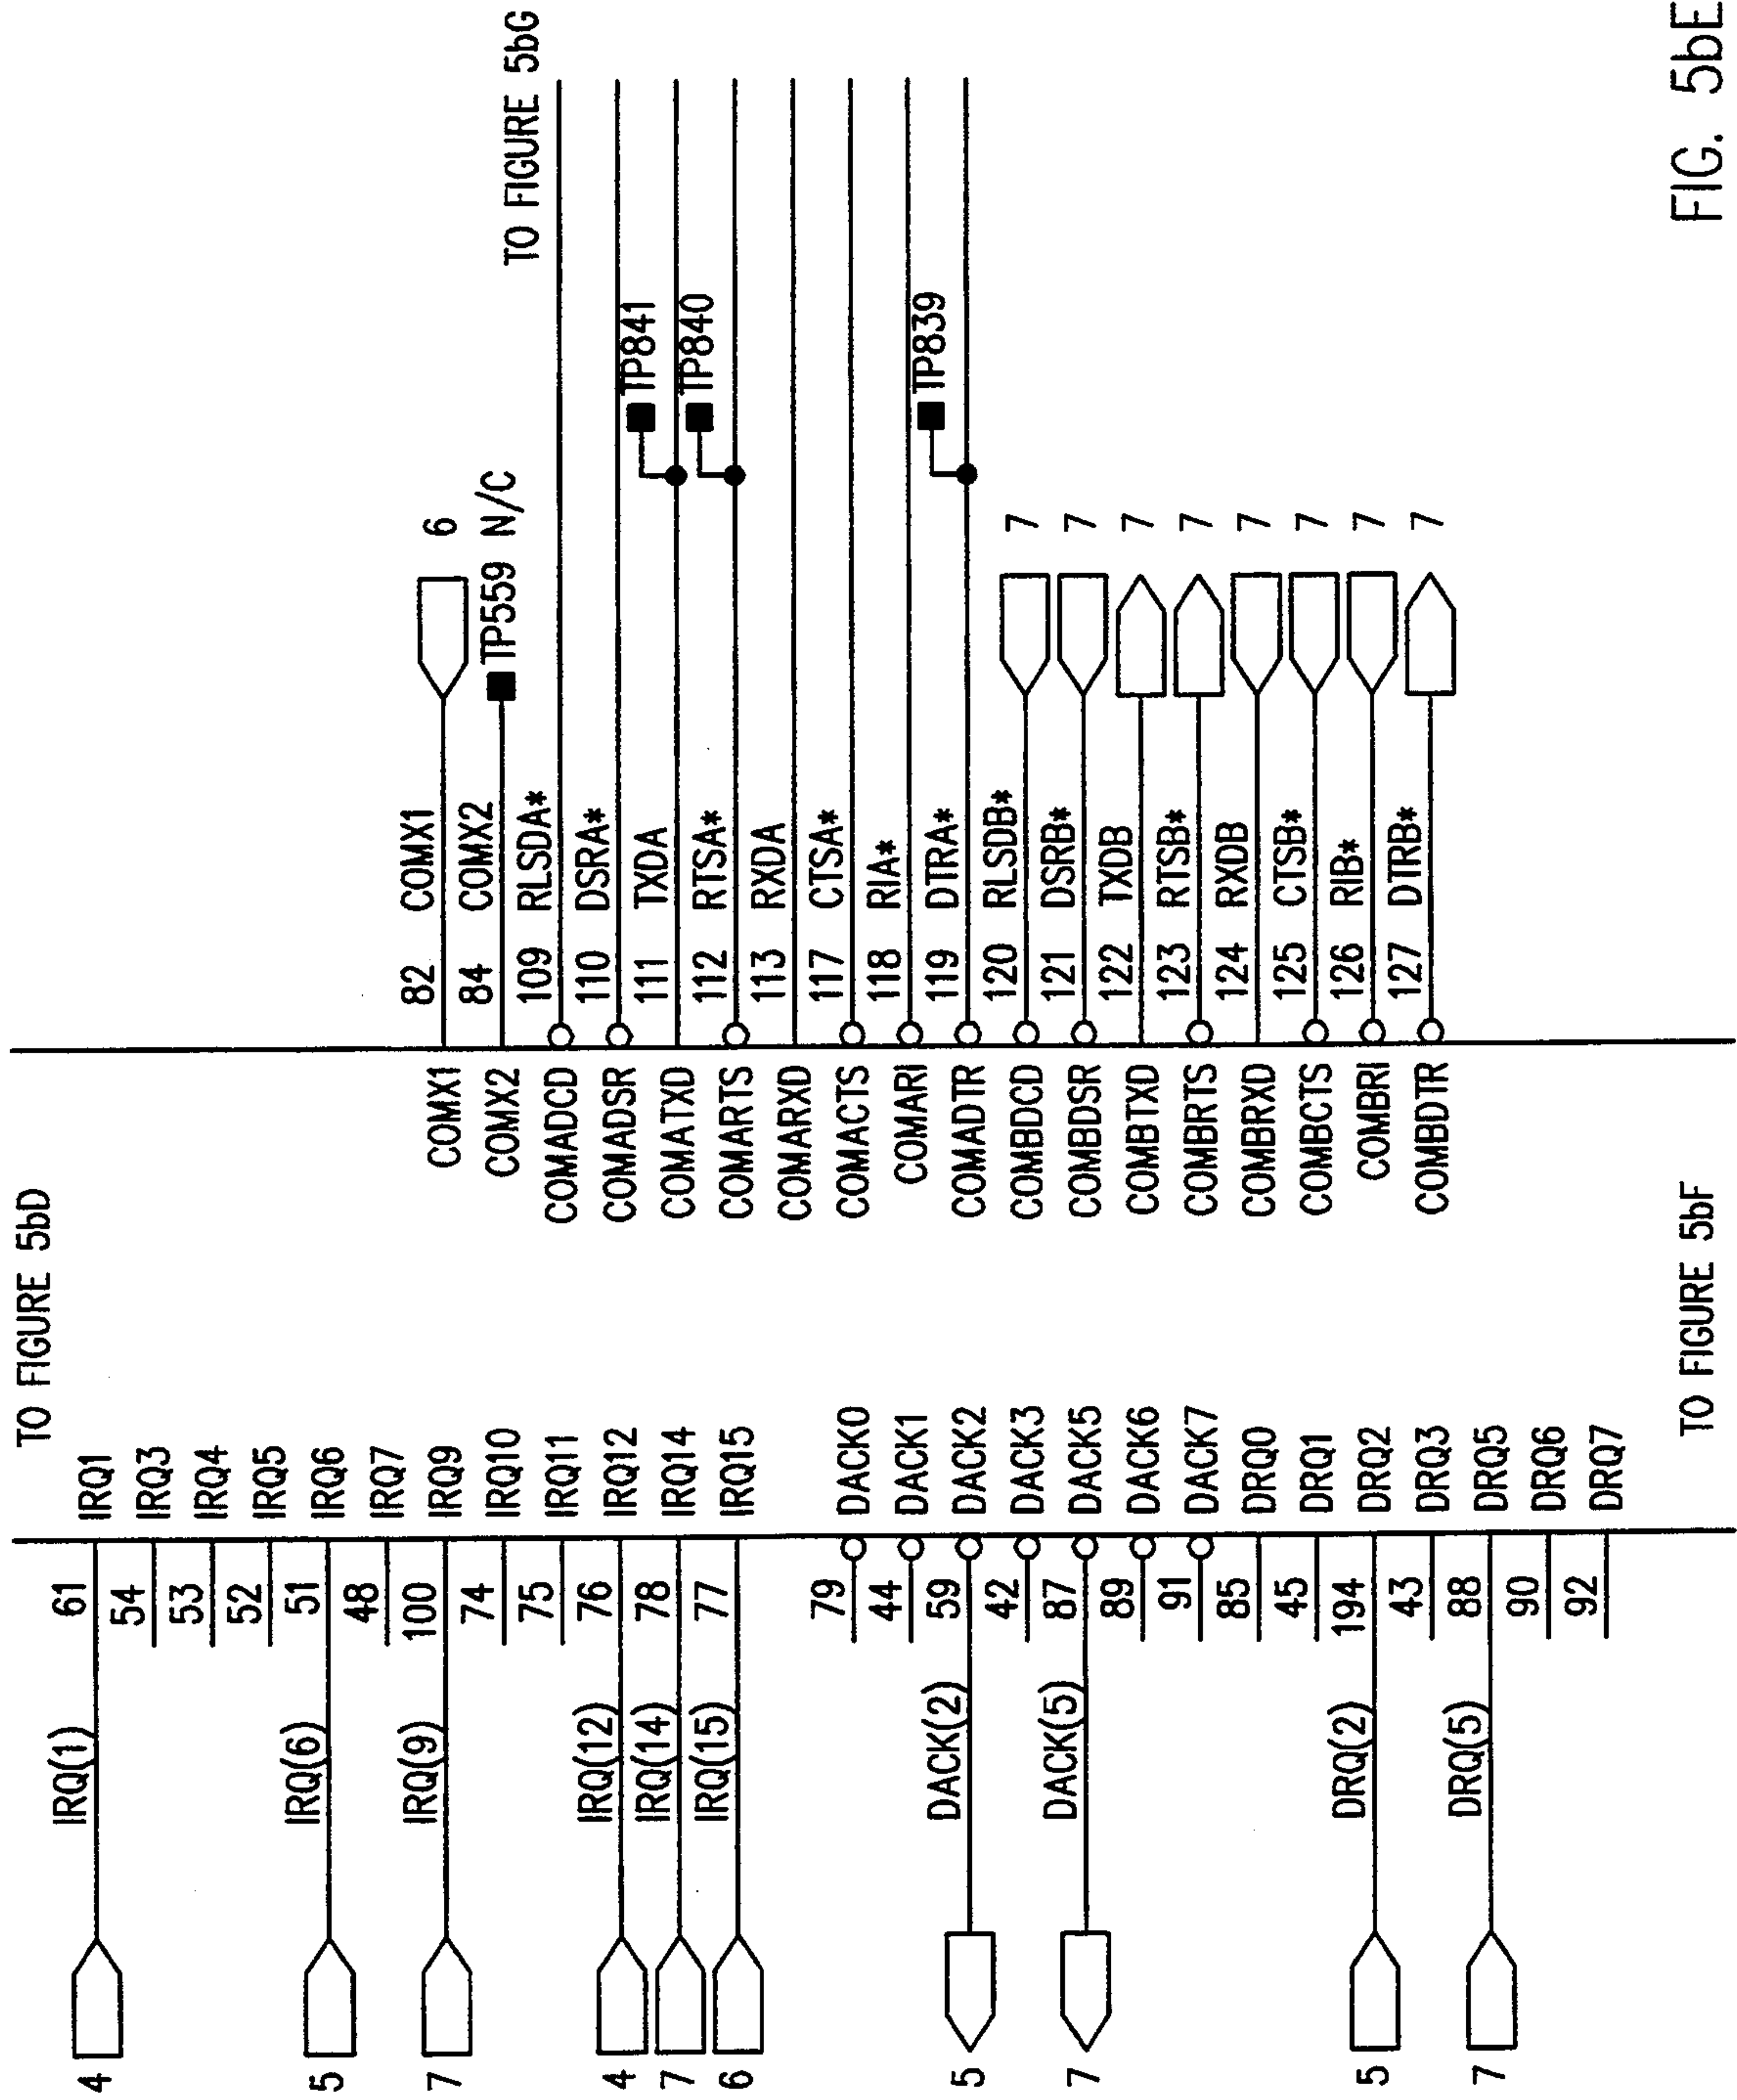 TO FIGURE 5bD
4 IRQ(1) 61 IRQ1
54 IRQ3
53 IRQ4
52 IRQ5
5 IRQ(6) 51 IRQ6
48 IRQ7
7 IRQ(9) 100 IRQ9
74 IRQ10
75 IRQ11
4 IRQ(12) 76 IRQ12
7 IRQ(14) 78 IRQ14
6 IRQ(15) 77 IRQ15
79 DACK0
44 DACK1
5 DACK(2) 59 DACK2
42 DACK3
7 DACK(5) 87 DACK5
89 DACK6
91 DACK7
85 DRQ0
45 DRQ1
5 DRQ(2) 194 DRQ2
43 DRQ3
7 DRQ(5) 88 DRQ5
90 DRQ6
92 DRQ7
COMX1 82 COMX1 6
COMX2 84 COMX2 TP559 N/C
TO FIGURE 5bG
COMADCD 109 RLSDA*
COMADSR 110 DSRA*
TP841
COMATXD 111 TXDA
TP840
COMARTS 112 RTSA*
COMARXD 113 RXDA
COMACTS 117 CTSA*
COMARI 118 RIA*
TP839
COMADTR 119 DTRA*
COMBDCD 120 RLSDB* 7
COMBDSR 121 DSRB* 7
COMBTXD 122 TXDB 7
COMBRTS 123 RTSB* 7
COMBRXD 124 RXDB 7
COMBCTS 125 CTSB* 7
COMBRI 126 RIB* 7
COMBDTR 127 DTRB* 7
TO FIGURE 5bF
FIG. 5bE